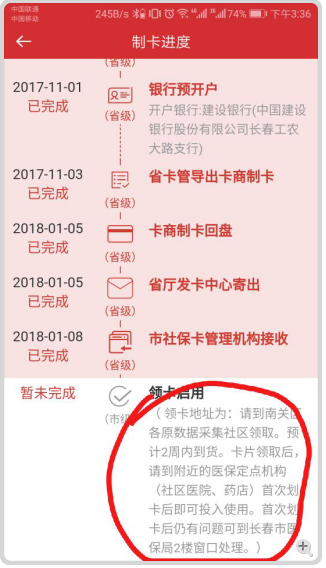 中国联通
中国移动
245B/s 74% 下午3:36
制卡进度
（省级）
2017-11-01
已完成
（省级）
银行预开户
开户银行:建设银行(中国建设
银行股份有限公司长春工农
大路支行)
2017-11-03
已完成
（省级）
省卡管导出卡商制卡
2018-01-05
已完成
（省级）
卡商制卡回盘
2018-01-05
已完成
（省级）
省厅发卡中心寄出
2018-01-08
已完成
（省级）
市社保卡管理机构接收
暂未完成
（市级）
领卡启用
（ 领卡地址为：请到南关区
各原数据采集社区领取。预
计2周内到货。卡片领取后，
请到附近的医保定点机构
（社区医院、药店）首次划
卡后即可投入使用。首次划
卡后仍有问题可到长春市医
保局2楼窗口处理。）